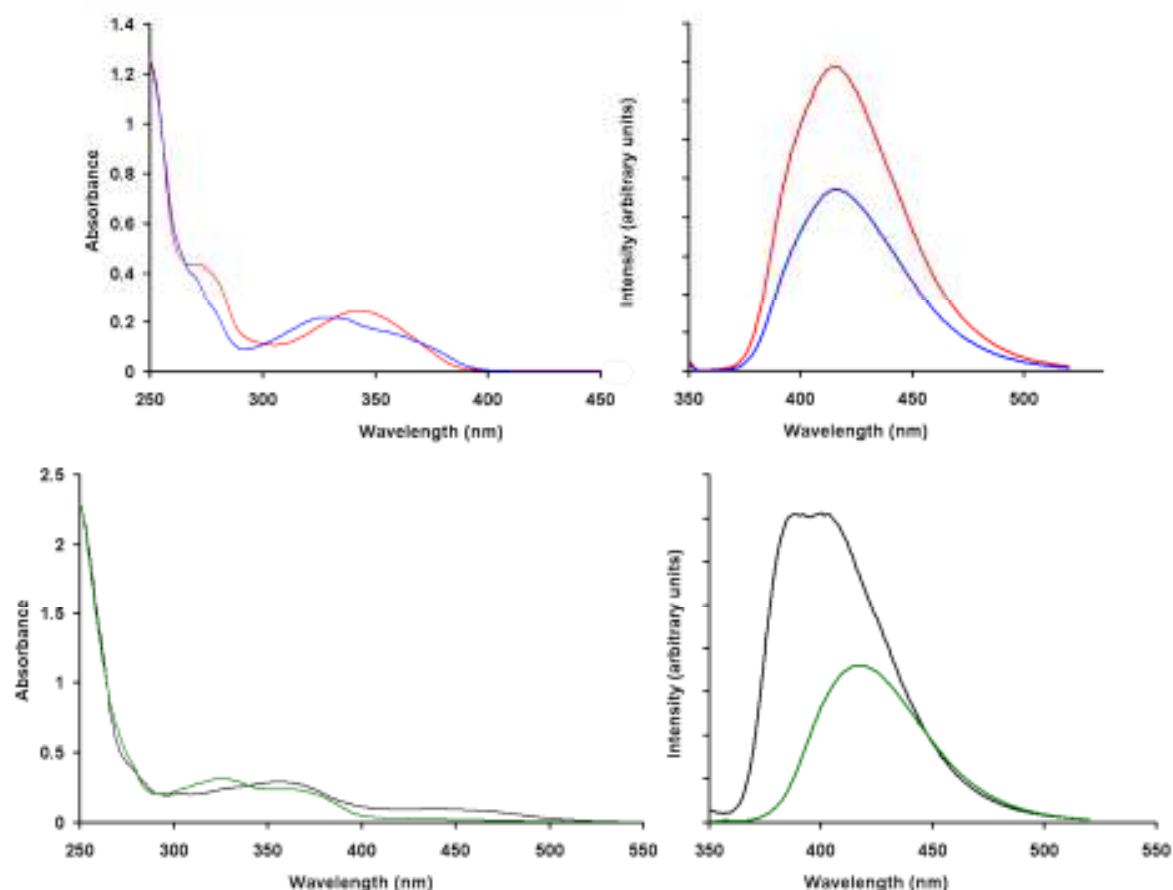 1.4
1.2
1
0.8
0.6
0.4
0.2
0
250 300 350 400 450
Absorbance
Wavelength (nm)
Intensity (arbitrary units)
350 400 450 500
Wavelength (nm)
2.5
2
1.5
1
0.5
0
250 300 350 400 450 500 550
Absorbance
Wavelength (nm)
Intensity (arbitrary units)
350 400 450 500 550
Wavelength (nm)